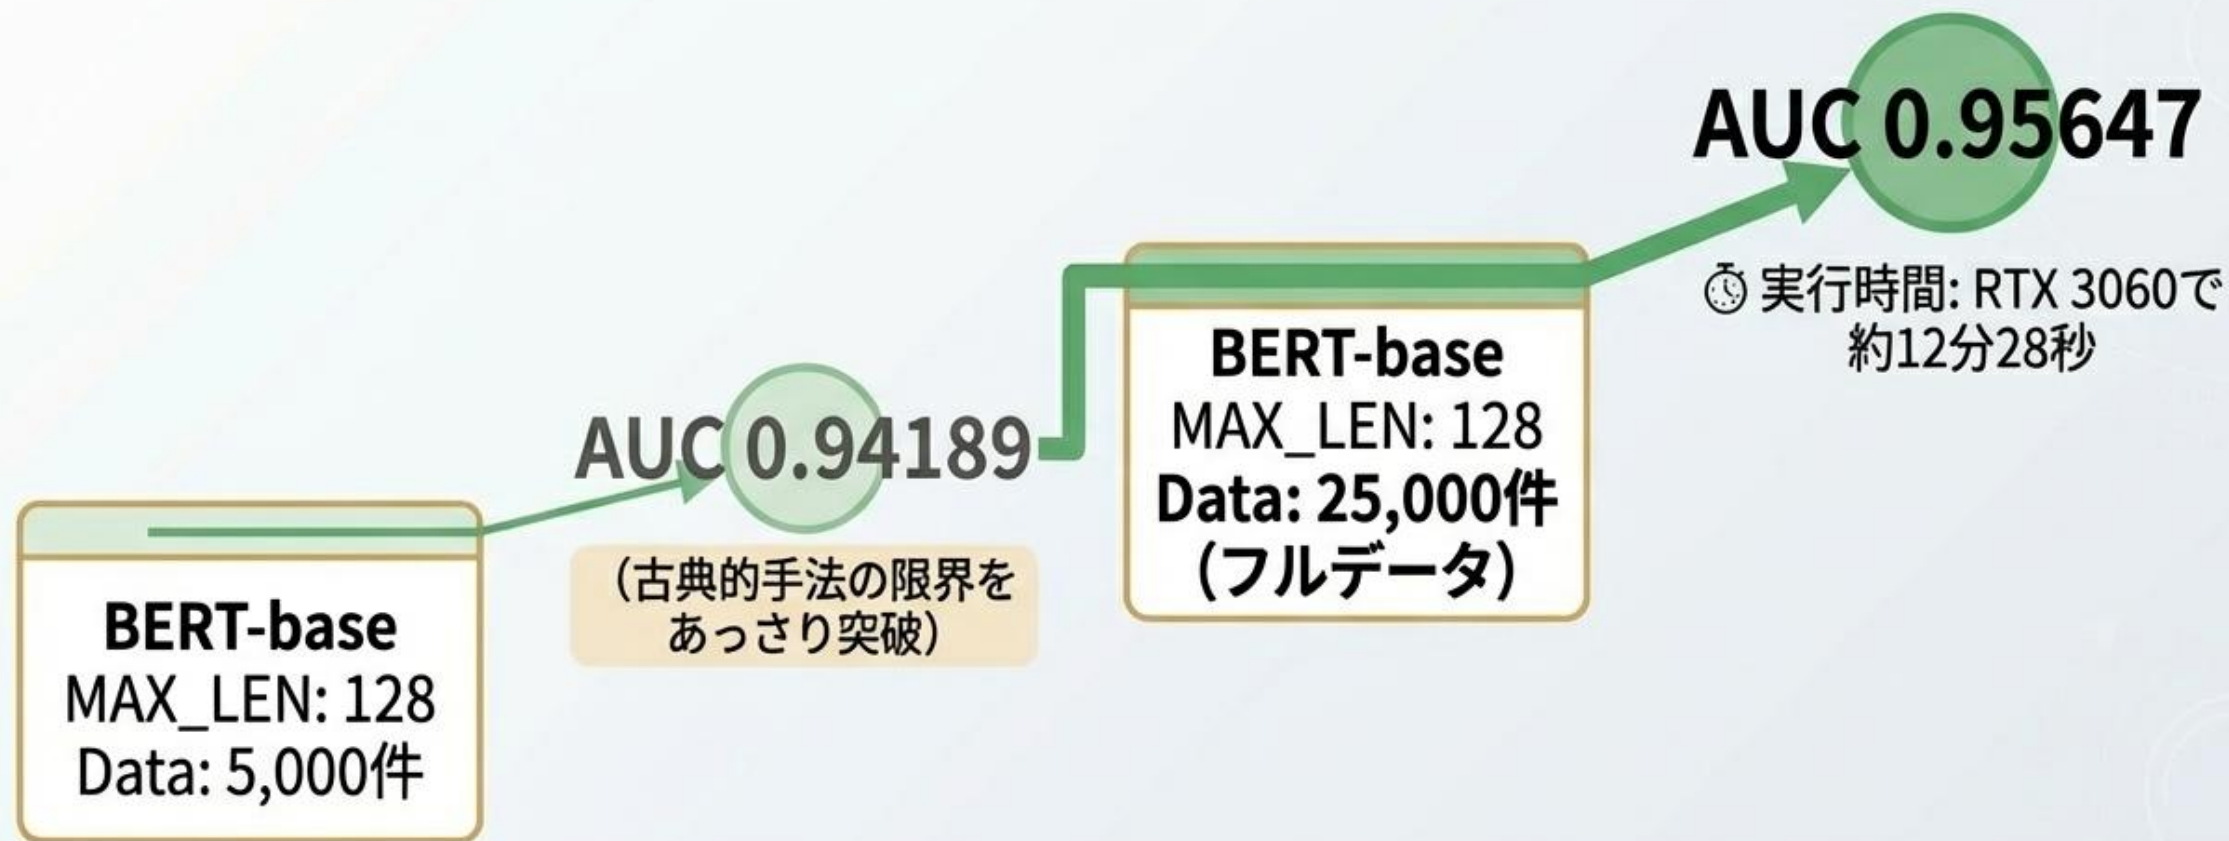 BERT-base
MAX_LEN: 128
Data: 5,000件
AUC 0.94189
（古典的手法の限界を
あっさり突破）
BERT-base
MAX_LEN: 128
Data: 25,000件
（フルデータ）
AUC 0.95647
⏱ 実行時間: RTX 3060で
約12分28秒